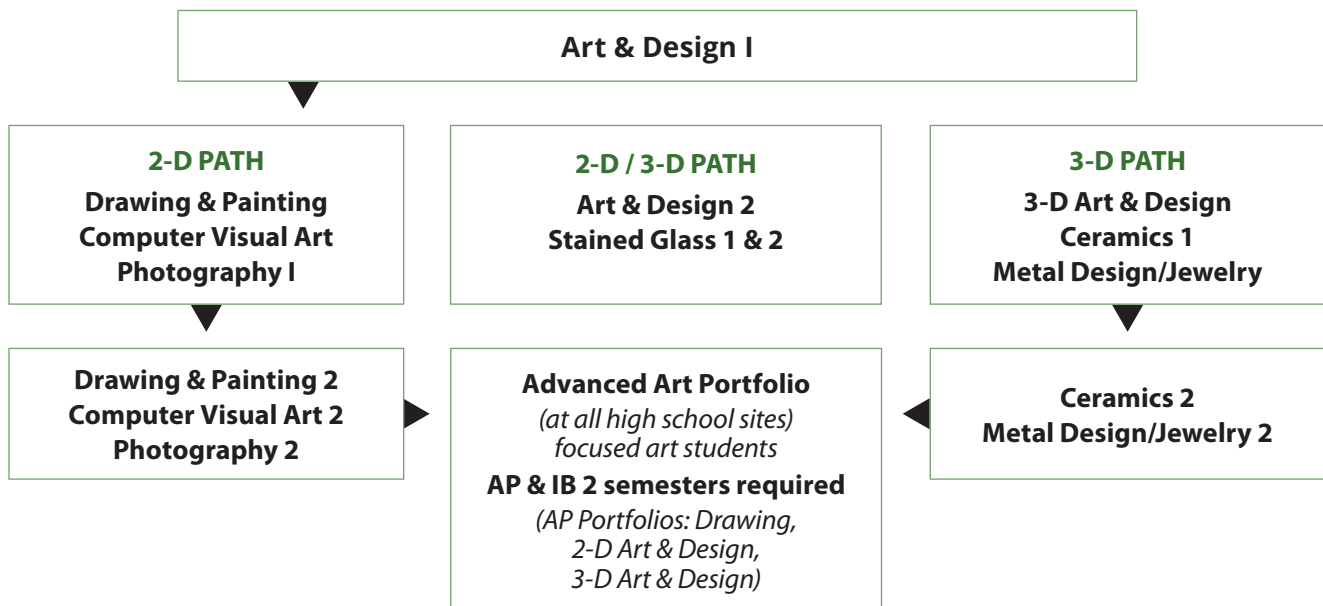 Art & Design I
2-D PATH
Drawing & Painting
Computer Visual Art
Photography I
2-D / 3-D PATH
Art & Design 2
Stained Glass 1 & 2
3-D PATH
3-D Art & Design
Ceramics 1
Metal Design/Jewelry
Drawing & Painting 2
Computer Visual Art 2
Photography 2
Advanced Art Portfolio
(at all high school sites)
focused art students
AP & IB 2 semesters required
(AP Portfolios: Drawing,
2-D Art & Design,
3-D Art & Design)
Ceramics 2
Metal Design/Jewelry 2